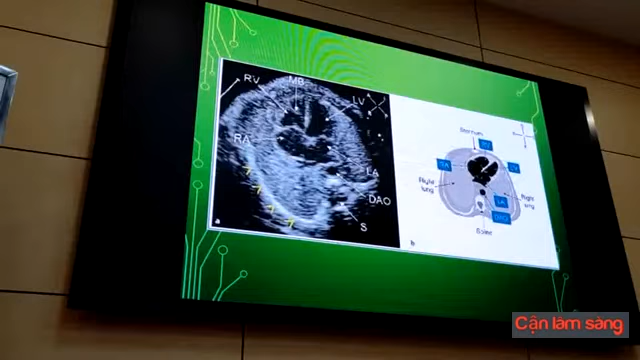 RV
MB
LV
RA
LA
DAO
S
a
Sternum
RV
RA
LV
Right
lung
LA
DAO
Right
Spine
b
Cận lâm sàng